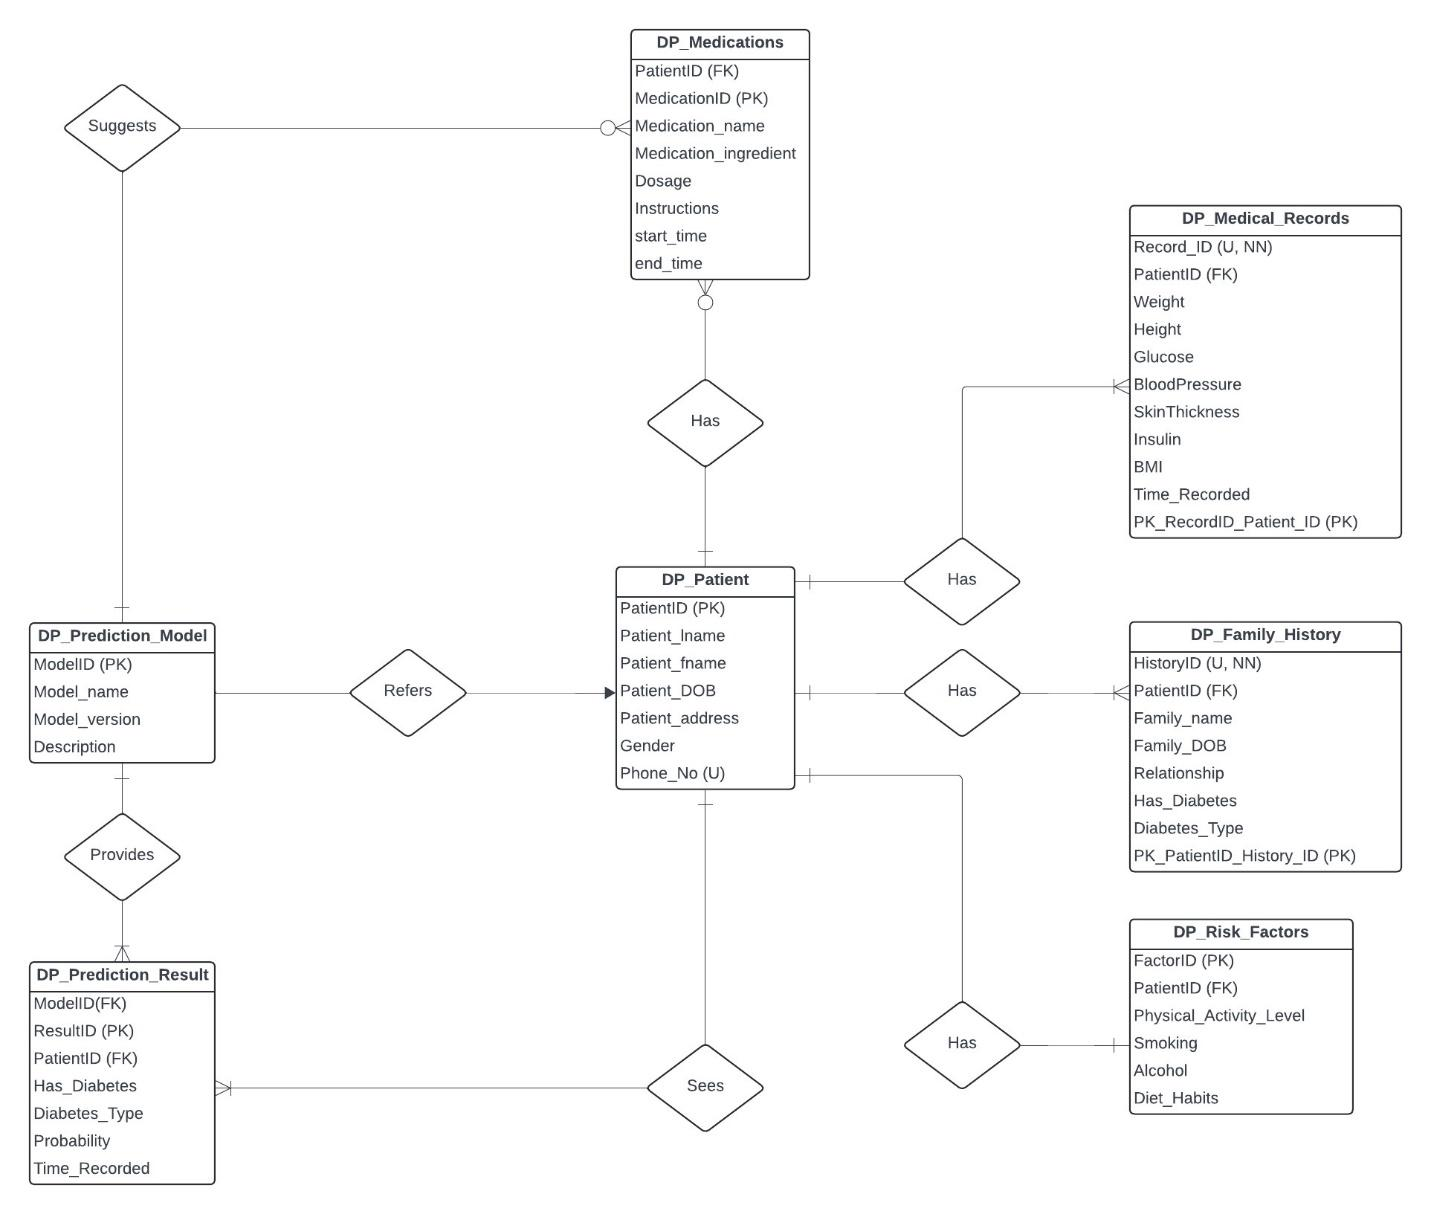 DP_Medications
PatientID (FK)
MedicationID (PK)
Medication_name
Medication_ingredient
Dosage
Instructions
start_time
end_time
Suggests
DP_Medical_Records
Record_ID (U, NN)
PatientID (FK)
Weight
Height
Glucose
BloodPressure
SkinThickness
Insulin
BMI
Time_Recorded
PK_RecordID_Patient_ID (PK)
Has
Has
DP_Patient
PatientID (PK)
Patient_lname
Patient_fname
Patient_DOB
Patient_address
Gender
Phone_No (U)
DP_Prediction_Model
ModelID (PK)
Model_name
Model_version
Description
Refers
Has
DP_Family_History
HistoryID (U, NN)
PatientID (FK)
Family_name
Family_DOB
Relationship
Has_Diabetes
Diabetes_Type
PK_PatientID_History_ID (PK)
Provides
DP_Risk_Factors
FactorID (PK)
PatientID (FK)
Physical_Activity_Level
Smoking
Alcohol
Diet_Habits
Has
DP_Prediction_Result
ModelID(FK)
ResultID (PK)
PatientID (FK)
Has_Diabetes
Diabetes_Type
Probability
Time_Recorded
Sees